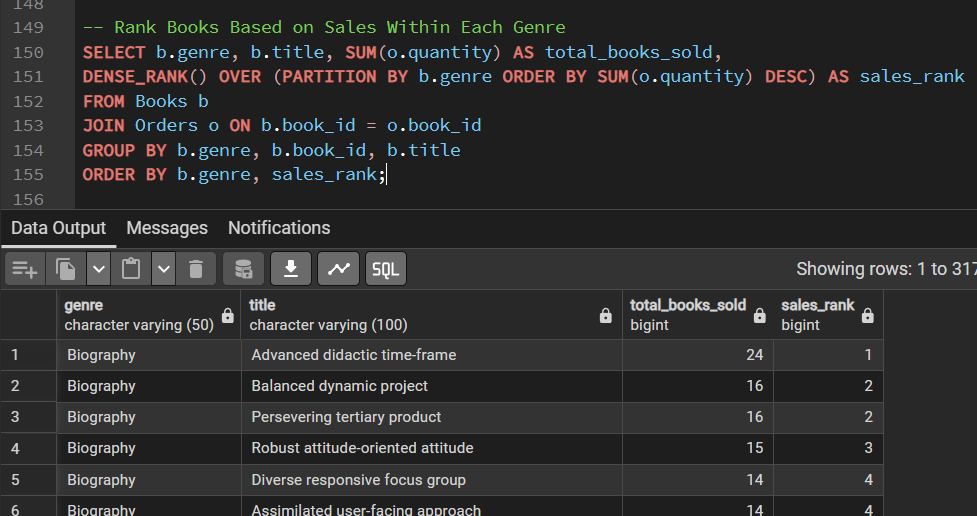 148
149 -- Rank Books Based on Sales Within Each Genre
150 SELECT b.genre, b.title, SUM(o.quantity) AS total_books_sold,
151 DENSE_RANK() OVER (PARTITION BY b.genre ORDER BY SUM(o.quantity) DESC) AS sales_rank
152 FROM Books b
153 JOIN Orders o ON b.book_id = o.book_id
154 GROUP BY b.genre, b.book_id, b.title
155 ORDER BY b.genre, sales_rank;
156
Data Output Messages Notifications
SQL Showing rows: 1 to 317
genre title total_books_sold sales_rank
character varying (50) character varying (100) bigint bigint
1 Biography Advanced didactic time-frame 24 1
2 Biography Balanced dynamic project 16 2
3 Biography Persevering tertiary product 16 2
4 Biography Robust attitude-oriented attitude 15 3
5 Biography Diverse responsive focus group 14 4
6 Biography Assimilated user-facing approach 14 4